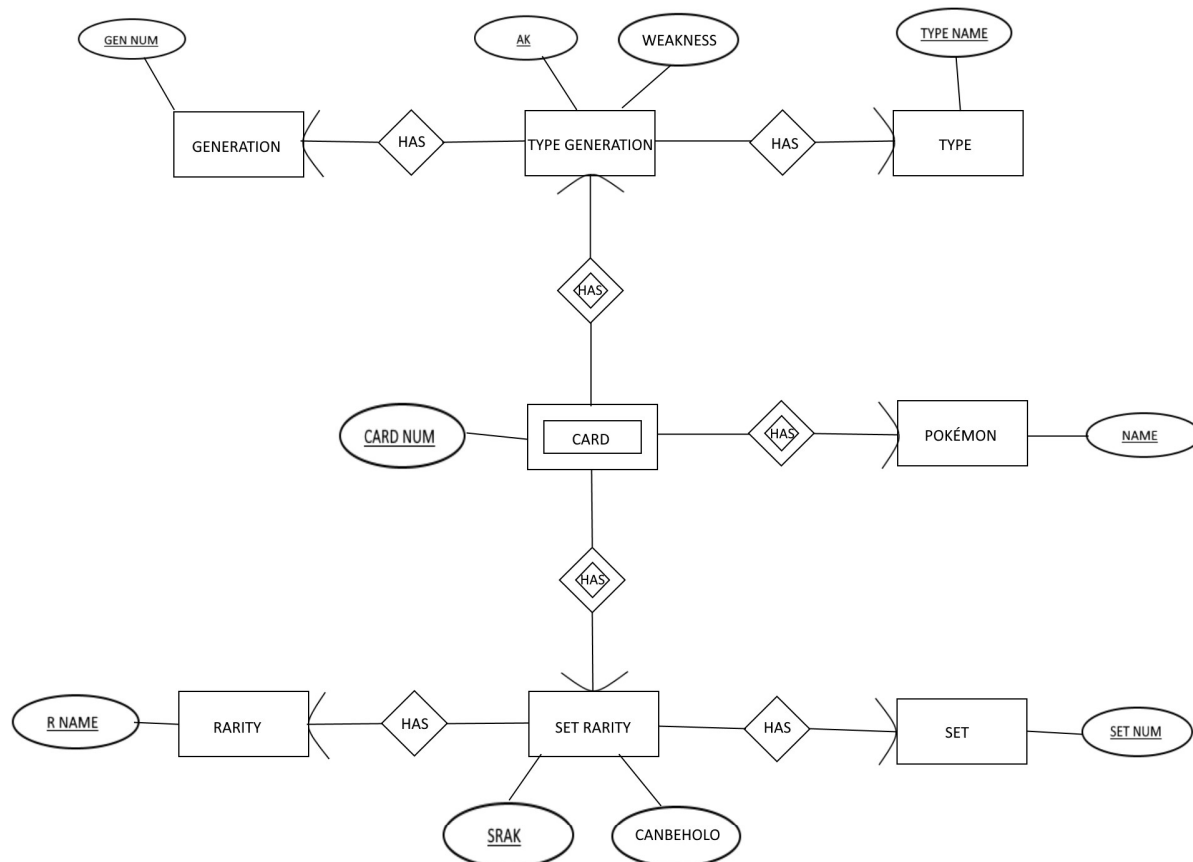 GEN NUM
AK
WEAKNESS
TYPE NAME
GENERATION
HAS
TYPE GENERATION
HAS
TYPE
HAS
CARD NUM
CARD
HAS
POKÉMON
NAME
HAS
R NAME
RARITY
HAS
SET RARITY
HAS
SET
SET NUM
SRAK
CANBEHOLO